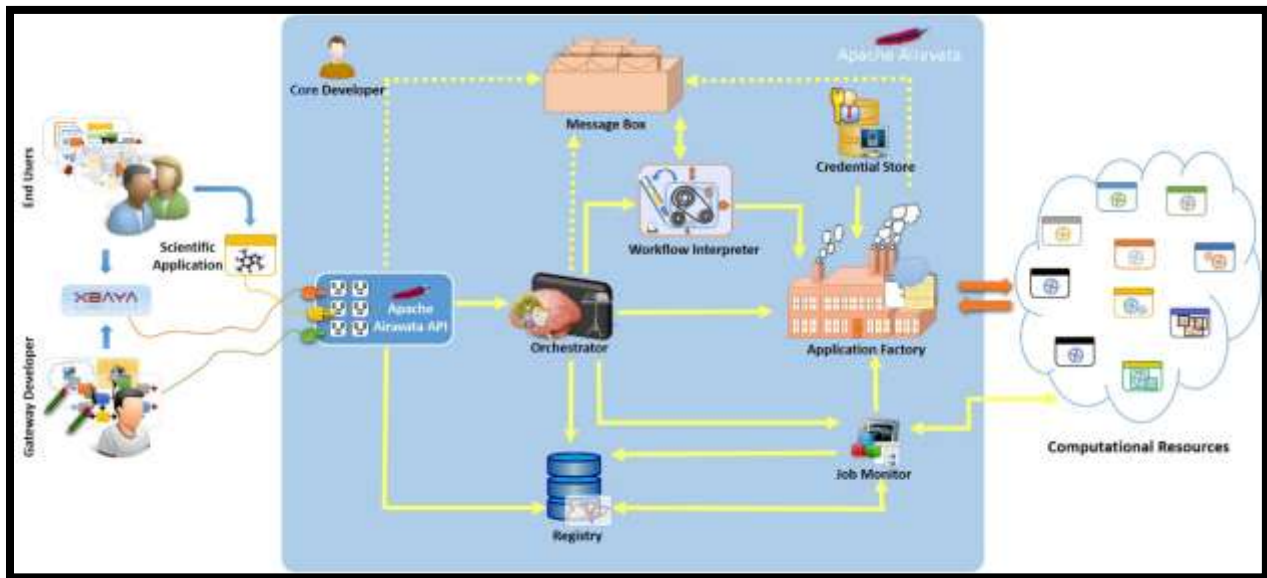 Core Developer
Apache Airavata
Message Box
Credential Store
End Users
Scientific
Application
Workflow Interpreter
XBAYA
Apache
Airavata API
Orchestrator
Application Factory
Gateway Developer
Computational Resources
Job Monitor
Registry